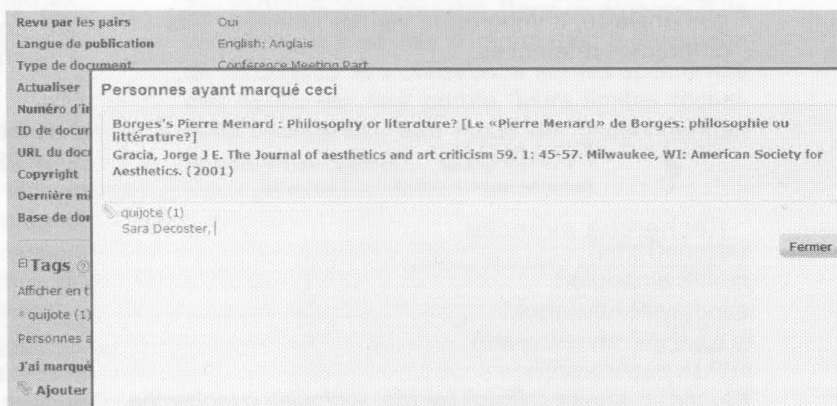 Revu par les pairs Oui
Langue de publication English; Anglais
Type de document Conference Meeting Part
Actualiser
Numéro d'in
ID de docur
URL du docu
Copyright
Dernière mi
Base de don
Personnes ayant marqué ceci
Borges's Pierre Menard : Philosophy or literature? [Le «Pierre Menard» de Borges: philosophie ou
littérature?]
Gracia, Jorge J E. The Journal of aesthetics and art criticism 59. 1: 45-57. Milwaukee, WI: American Society for
Aesthetics. (2001)
quijote (1)
Sara Decoster,
Fermer
Tags
Afficher en t
quijote (1)
Personnes a
J'ai marqué
Ajouter